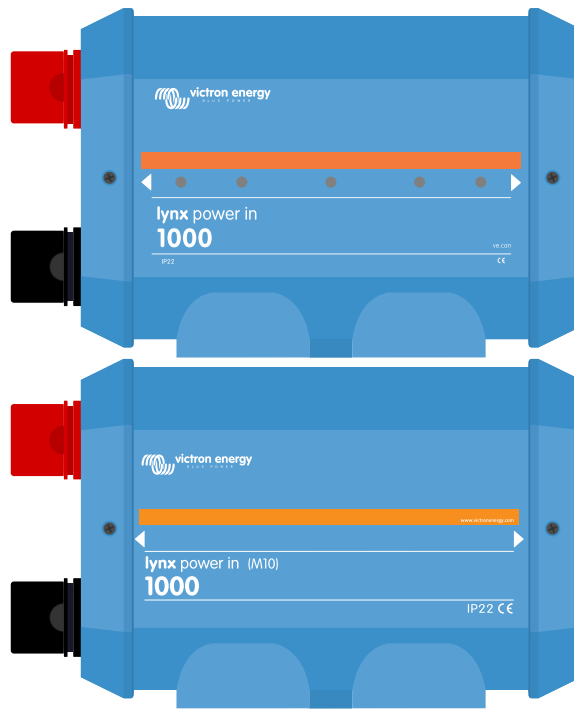 victron energy
BLUE POWER
lynx power in
1000
ve.can
IP22
CE
victron energy
BLUE POWER
www.victronenergy.com
lynx power in (M10)
1000
IP22 CE